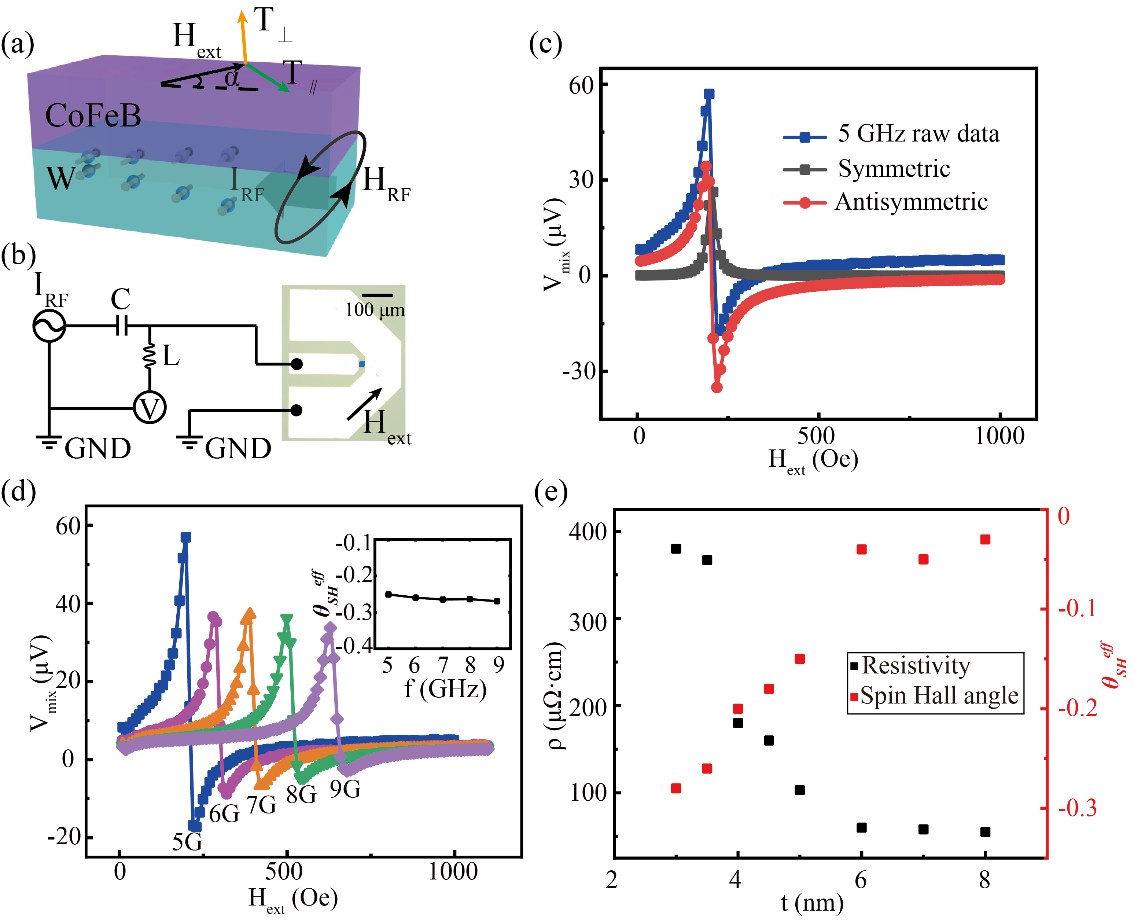 (a)
T⊥
H_ext
α
T_//
CoFeB
W
I_RF
H_RF
(b)
I_RF
C
L
V
GND
GND
100 μm
H_ext
(c)
V_mix (μV)
60
30
0
-30
5 GHz raw data
Symmetric
Antisymmetric
0
500
1000
H_ext (Oe)
(d)
V_mix (μV)
60
40
20
0
-20
5G
6G
7G
8G
9G
0
500
1000
H_ext (Oe)
θ_SH^eff
-0.1
-0.2
-0.3
-0.4
5 6 7 8 9
f (GHz)
(e)
ρ (μΩ·cm)
400
300
200
100
Resistivity
Spin Hall angle
0
-0.1
-0.2
-0.3
θ_SH^eff
2 4 6 8
t (nm)